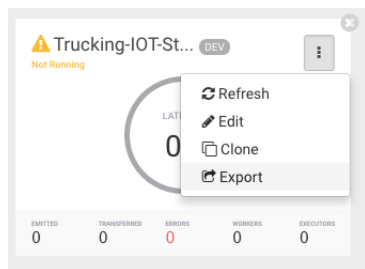 Trucking-IOT-St... DEV
Not Running
Refresh
Edit
Clone
Export
0
EMITTED TRANSFERRED ERRORS WORKERS EXECUTORS
0 0 0 0 0